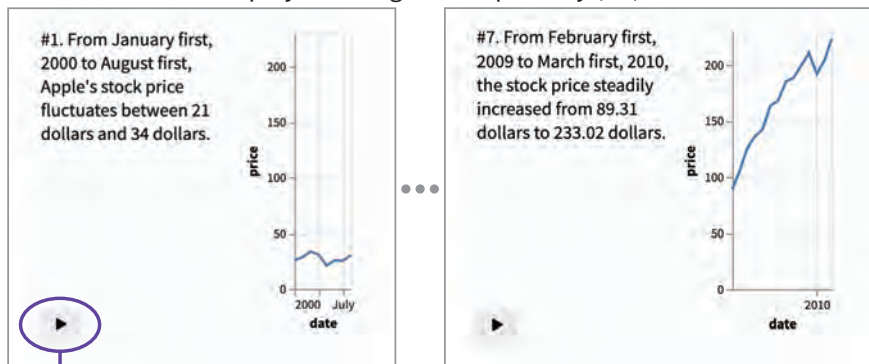 #1. From January first,
2000 to August first,
Apple's stock price
fluctuates between 21
dollars and 34 dollars.
200
150
100
50
0
price
2000 July
date
#7. From February first,
2009 to March first, 2010,
the stock price steadily
increased from 89.31
dollars to 233.02 dollars.
200
150
100
50
0
price
2010
date